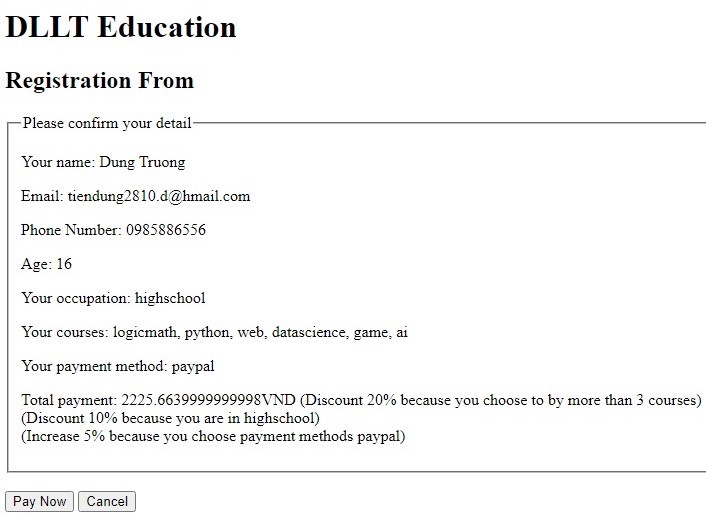 DLLT Education
Registration From
Please confirm your detail
Your name: Dung Truong
Email: tiendung2810.d@hmail.com
Phone Number: 0985886556
Age: 16
Your occupation: highschool
Your courses: logicmath, python, web, datascience, game, ai
Your payment method: paypal
Total payment: 2225.6639999999998VND (Discount 20% because you choose to by more than 3 courses)
(Discount 10% because you are in highschool)
(Increase 5% because you choose payment methods paypal)
Pay Now Cancel